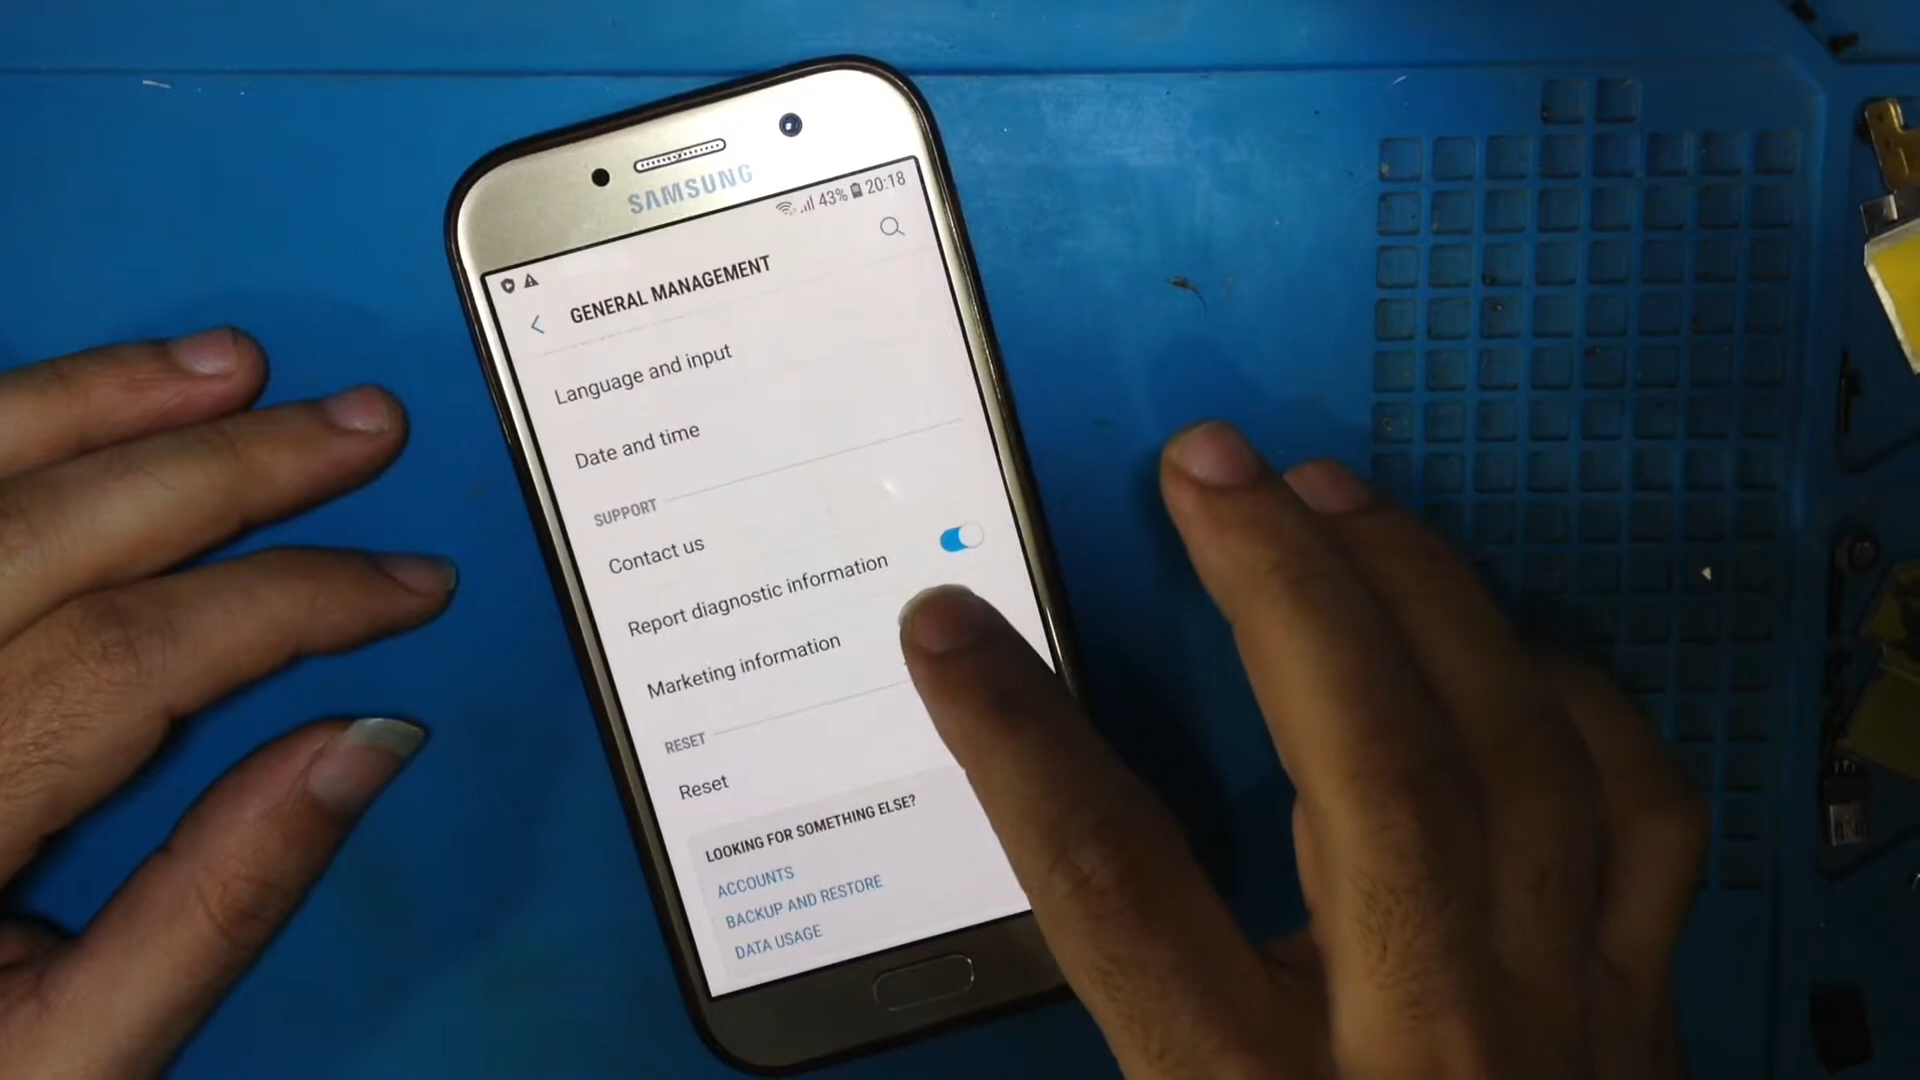 SAMSUNG
43% 20:18
GENERAL MANAGEMENT
Language and input
Date and time
SUPPORT
Contact us
Report diagnostic information
Marketing information
RESET
Reset
LOOKING FOR SOMETHING ELSE?
ACCOUNTS
BACKUP AND RESTORE
DATA USAGE